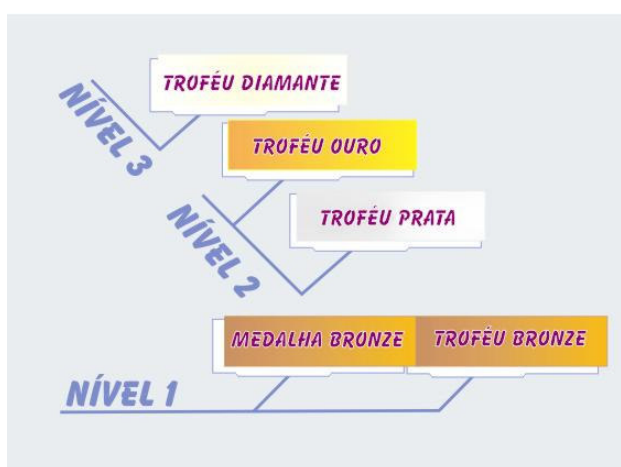 TROFÉU DIAMANTE
NÍVEL 3
TROFÉU OURO
TROFÉU PRATA
NÍVEL 2
MEDALHA BRONZE
TROFÉU BRONZE
NÍVEL 1